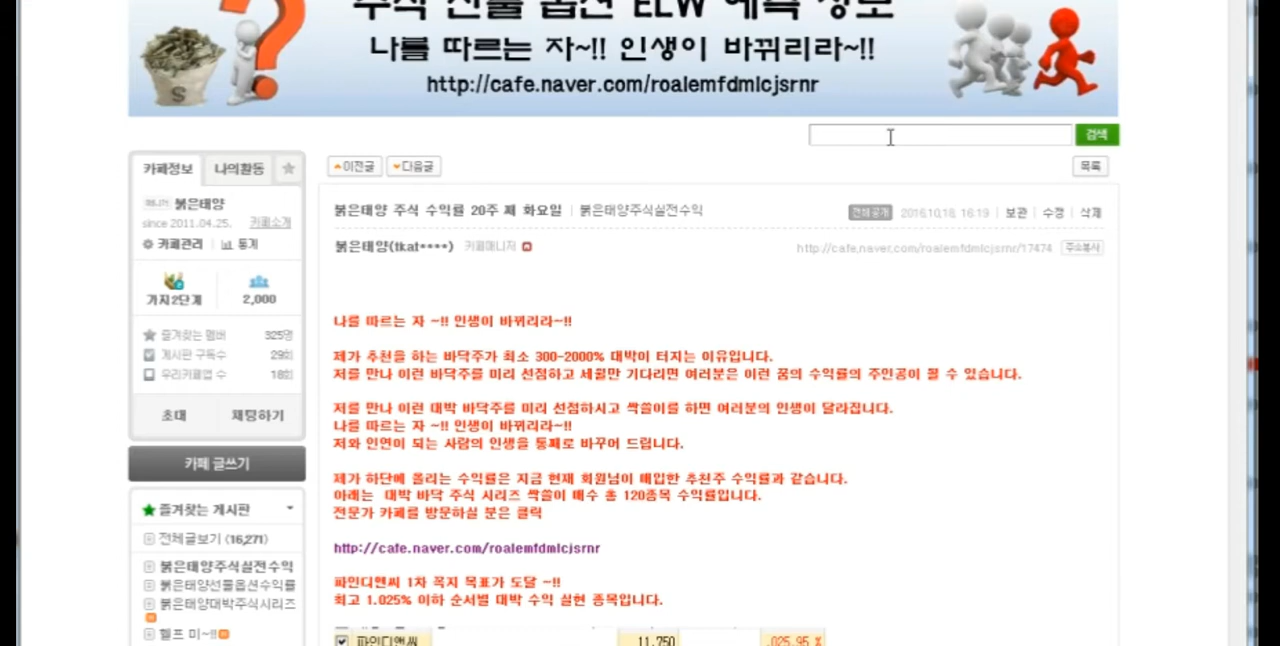 주식 선물 옵션 ELW 예측 정보
나를 따르는 자~!! 인생이 바뀌리라~!!
http://cafe.naver.com/roalemfdmlcjsrnr
검색
카페정보 나의활동
이전글 다음글
목록
매니저 붉은태양
since 2011.04.25. 카페소개
카페관리 통계
붉은태양 주식 수익률 20주 째 화요일 | 붉은태양주식실전수익
전체공개 2016.10.18. 16:19 | 보관 | 수정 | 삭제
붉은태양(tkat****) 카페매니저
http://cafe.naver.com/roalemfdmlcjsrnr/17474 주소복사
가지2단계 2,000
즐겨찾는 멤버 325명
게시판 구독수 29회
우리카페앱 수 18회
초대 채팅하기
카페 글쓰기
즐겨찾는 게시판
전체글보기 (16,271)
붉은태양주식실전수익
붉은태양선물옵션수익률
붉은태양대박주식시리즈
헬프 미~!!
나를 따르는 자 ~!! 인생이 바뀌리라~!!
제가 추천을 하는 바닥주가 최소 300-2000% 대박이 터지는 이유입니다.
저를 만나 이런 바닥주를 미리 선점하고 세월만 기다리면 여러분은 이런 꿈의 수익률의 주인공이 될 수 있습니다.
저를 만나 이런 대박 바닥주를 미리 선점하시고 싹쓸이를 하면 여러분의 인생이 달라집니다.
나를 따르는 자 ~!! 인생이 바뀌리라~!!
저와 인연이 되는 사람의 인생을 통째로 바꾸어 드립니다.
제가 하단에 올리는 수익률은 지금 현재 회원님이 매입한 추천주 수익률과 같습니다.
아래는 대박 바닥 주식 시리즈 싹쓸이 매수 총 120종목 수익률입니다.
전문가 카페를 방문하실 분은 클릭
http://cafe.naver.com/roalemfdmlcjsrnr
파인디앤씨 1차 꼭지 목표가 도달 ~!!
최고 1.025% 이하 순서별 대박 수익 실현 종목입니다.
파인디앤씨 11,750 ,025,95 %